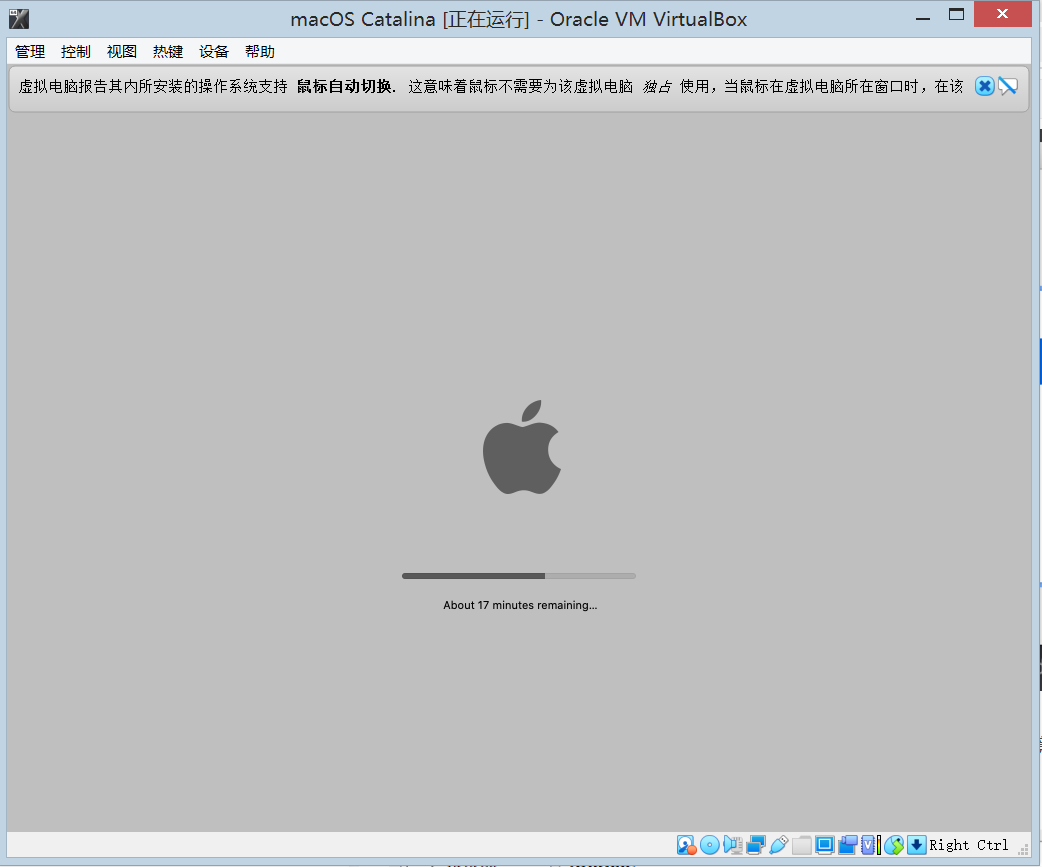 macOS Catalina [正在运行] - Oracle VM VirtualBox
管理 控制 视图 热键 设备 帮助
虚拟电脑报告其内所安装的操作系统支持 鼠标自动切换. 这意味着鼠标不需要为该虚拟电脑 独占 使用，当鼠标在虚拟电脑所在窗口时，在该
About 17 minutes remaining...
Right Ctrl